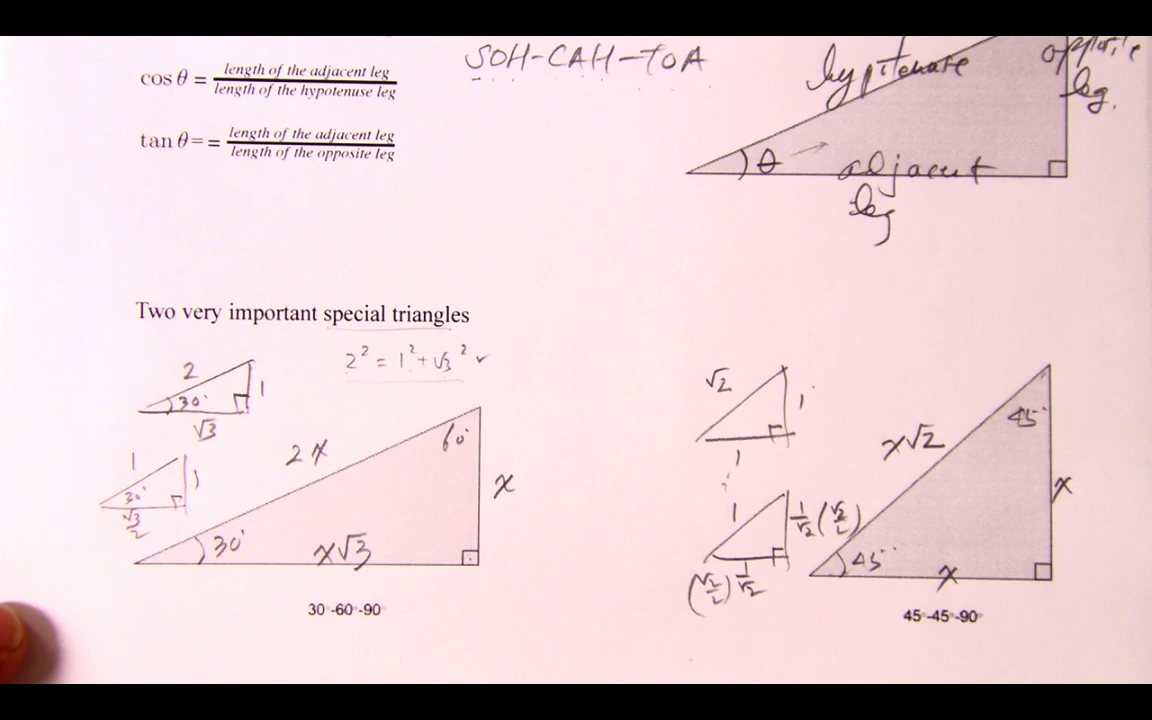 SOH-CAH-TOA
cos θ = length of the adjacent leg / length of the hypotenuse leg
tan θ= = length of the adjacent leg / length of the opposite leg
hypotenuse
opposite
leg.
θ
adjacent
leg
Two very important special triangles
2² = 1² + √3² ✓
2
30°
1
√3
1
30°
1
√3/2
2x
60°
x
30°
x√3
30°-60°-90°
√2
1
1
1
1/√2 (√2/2)
(√2/2) 1/√2
x√2
45°
x
45°
x
45°-45°-90°